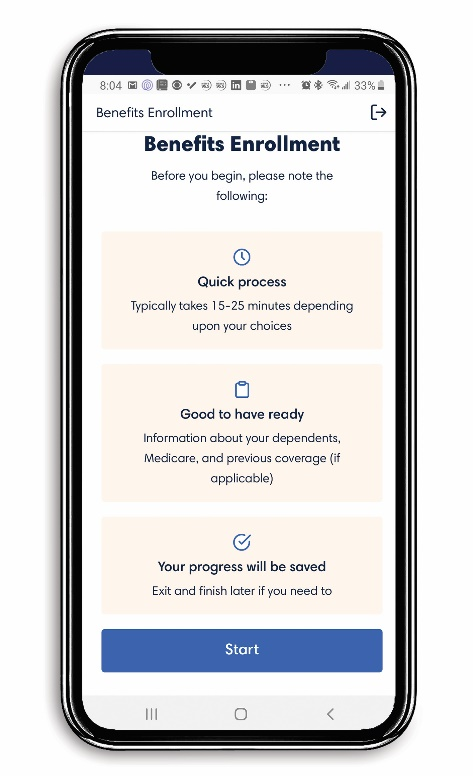 8:04
33%
Benefits Enrollment
Benefits Enrollment
Before you begin, please note the
following:
Quick process
Typically takes 15-25 minutes depending
upon your choices
Good to have ready
Information about your dependents,
Medicare, and previous coverage (if
applicable)
Your progress will be saved
Exit and finish later if you need to
Start